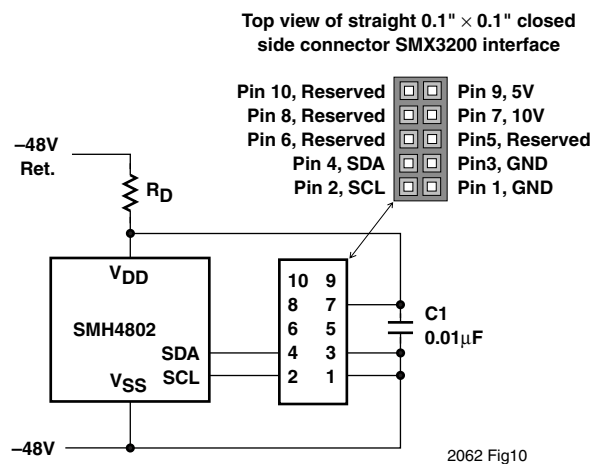 Top view of straight 0.1" × 0.1" closed
side connector SMX3200 interface
Pin 10, Reserved
Pin 9, 5V
Pin 8, Reserved
Pin 7, 10V
Pin 6, Reserved
Pin5, Reserved
Pin 4, SDA
Pin3, GND
Pin 2, SCL
Pin 1, GND
–48V
Ret.
RD
VDD
SMH4802
SDA
SCL
VSS
10 9
8 7
6 5
4 3
2 1
C1
0.01µF
–48V
2062 Fig10